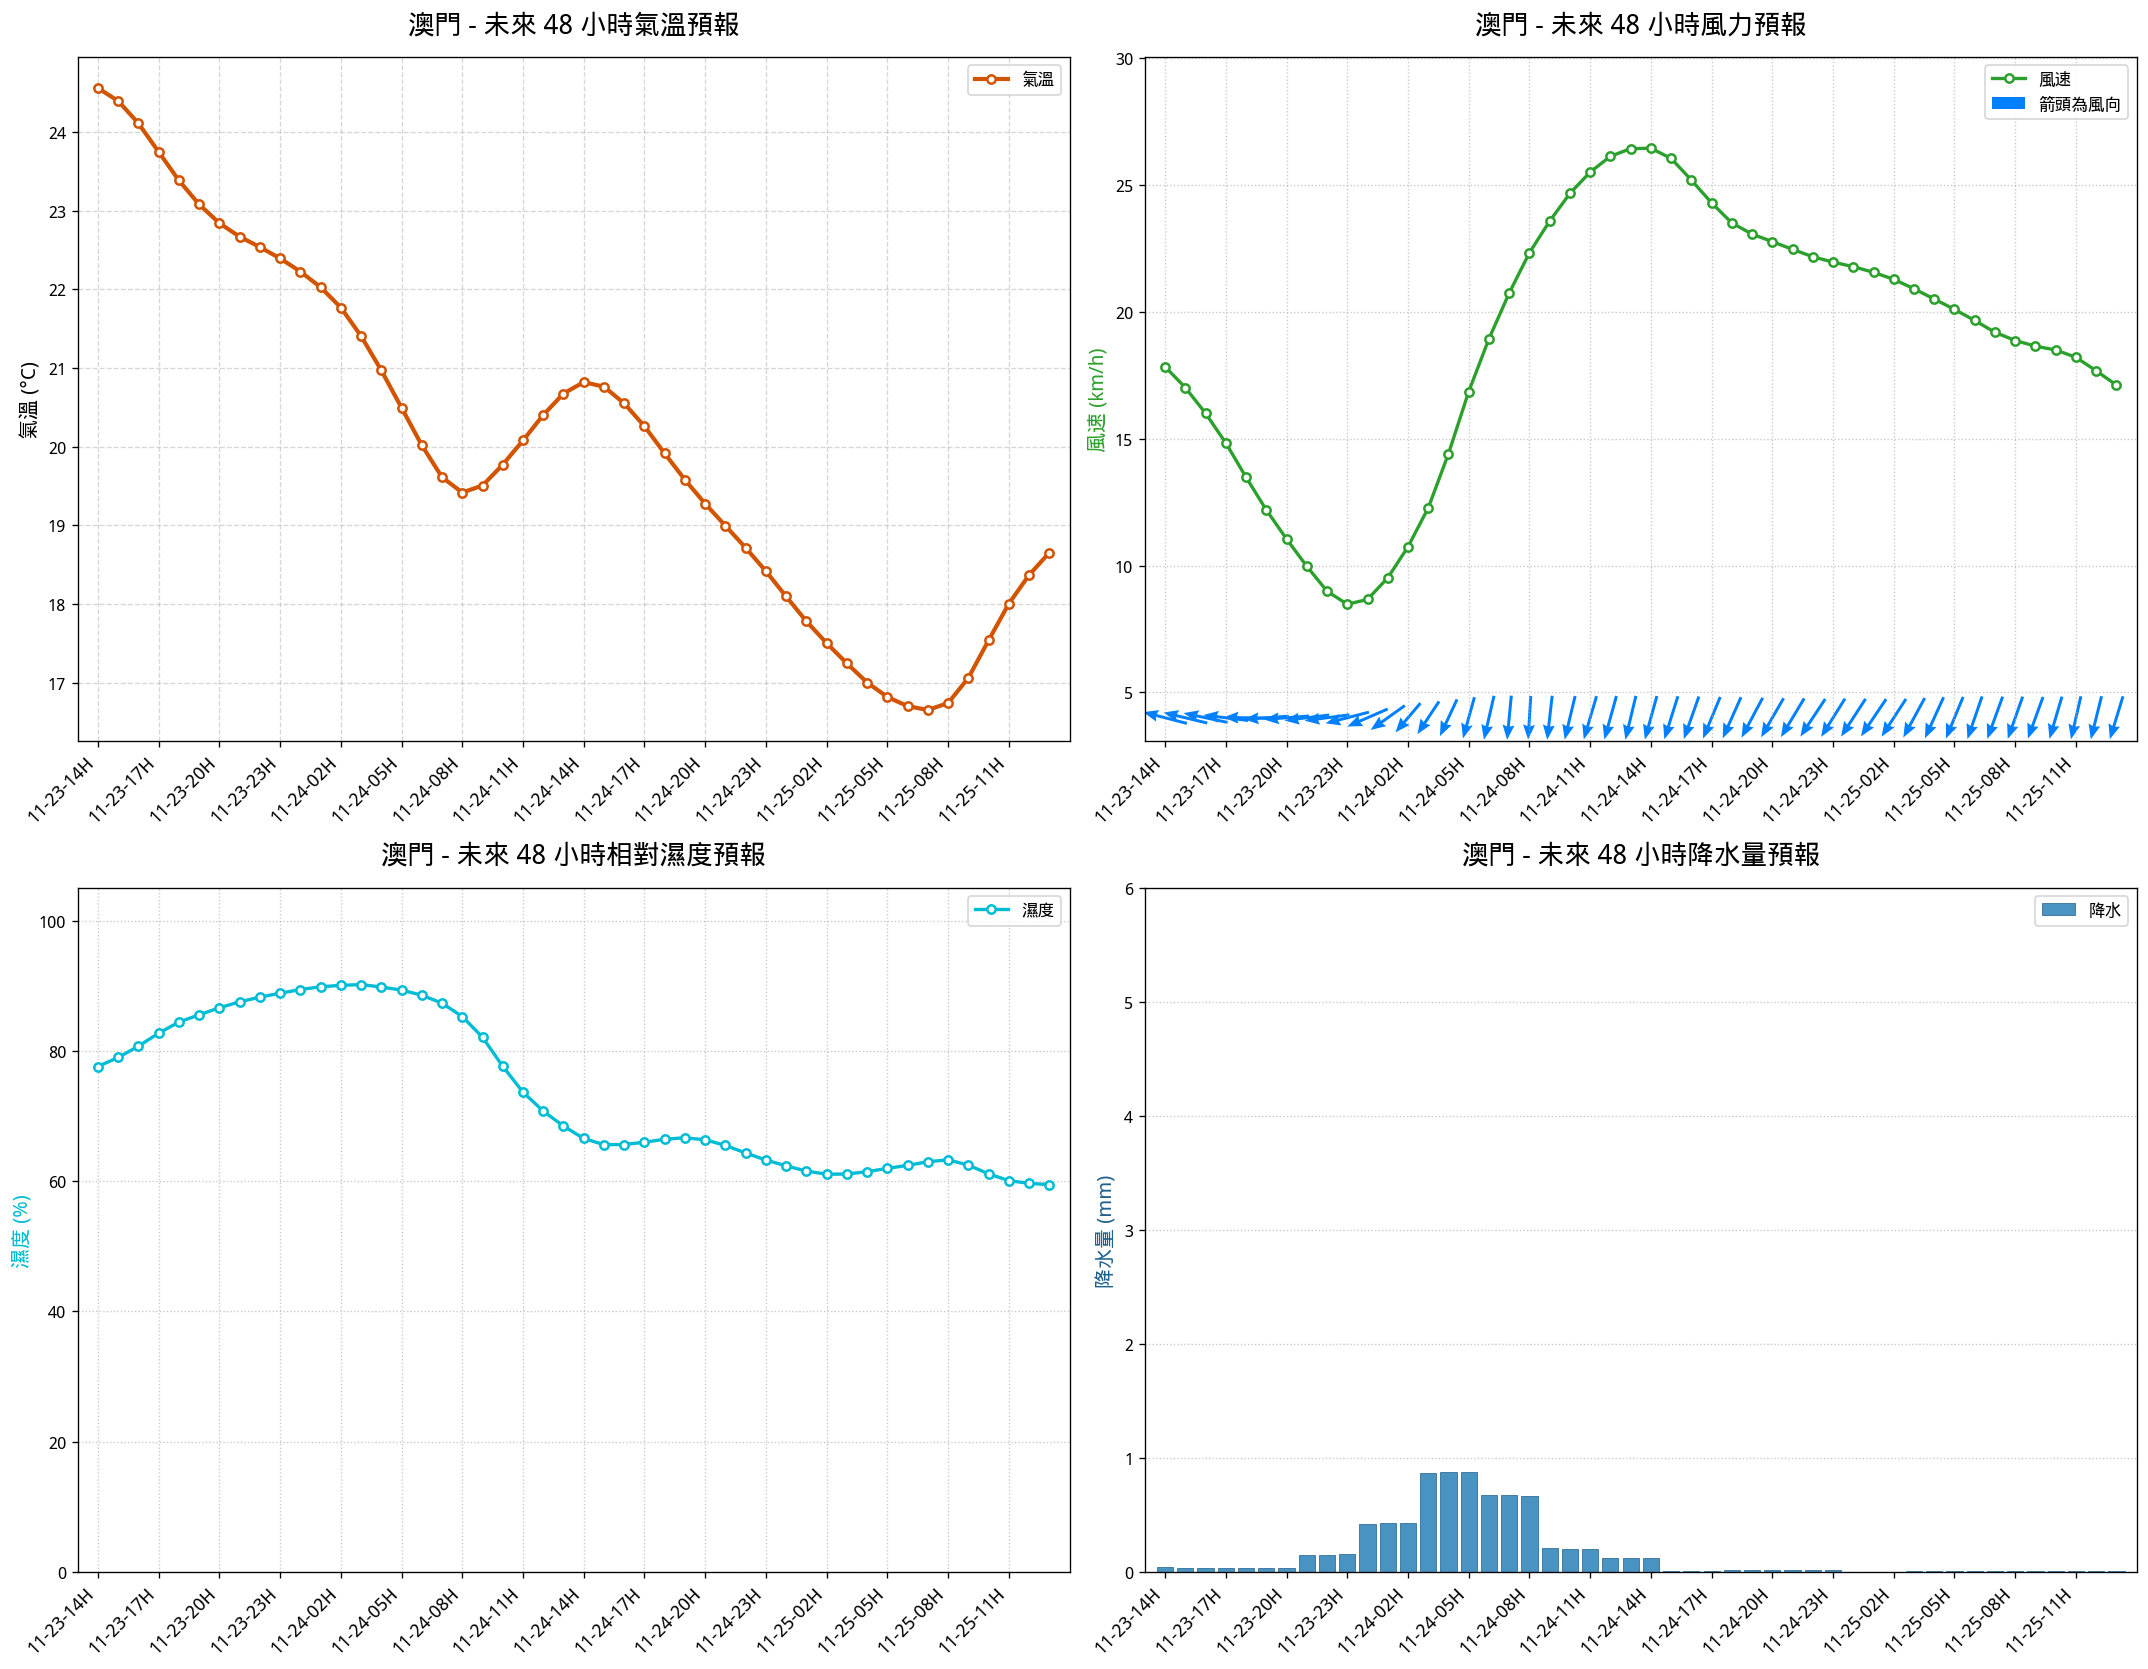 澳門 - 未來 48 小時氣溫預報
氣溫
氣溫 (°C)
24
23
22
21
20
19
18
17
11-23-14H
11-23-17H
11-23-20H
11-23-23H
11-24-02H
11-24-05H
11-24-08H
11-24-11H
11-24-14H
11-24-17H
11-24-20H
11-24-23H
11-25-02H
11-25-05H
11-25-08H
11-25-11H
澳門 - 未來 48 小時風力預報
風速
箭頭為風向
風速 (km/h)
30
25
20
15
10
5
11-23-14H
11-23-17H
11-23-20H
11-23-23H
11-24-02H
11-24-05H
11-24-08H
11-24-11H
11-24-14H
11-24-17H
11-24-20H
11-24-23H
11-25-02H
11-25-05H
11-25-08H
11-25-11H
澳門 - 未來 48 小時相對濕度預報
濕度
濕度 (%)
100
80
60
40
20
0
11-23-14H
11-23-17H
11-23-20H
11-23-23H
11-24-02H
11-24-05H
11-24-08H
11-24-11H
11-24-14H
11-24-17H
11-24-20H
11-24-23H
11-25-02H
11-25-05H
11-25-08H
11-25-11H
澳門 - 未來 48 小時降水量預報
降水
降水量 (mm)
6
5
4
3
2
1
0
11-23-14H
11-23-17H
11-23-20H
11-23-23H
11-24-02H
11-24-05H
11-24-08H
11-24-11H
11-24-14H
11-24-17H
11-24-20H
11-24-23H
11-25-02H
11-25-05H
11-25-08H
11-25-11H